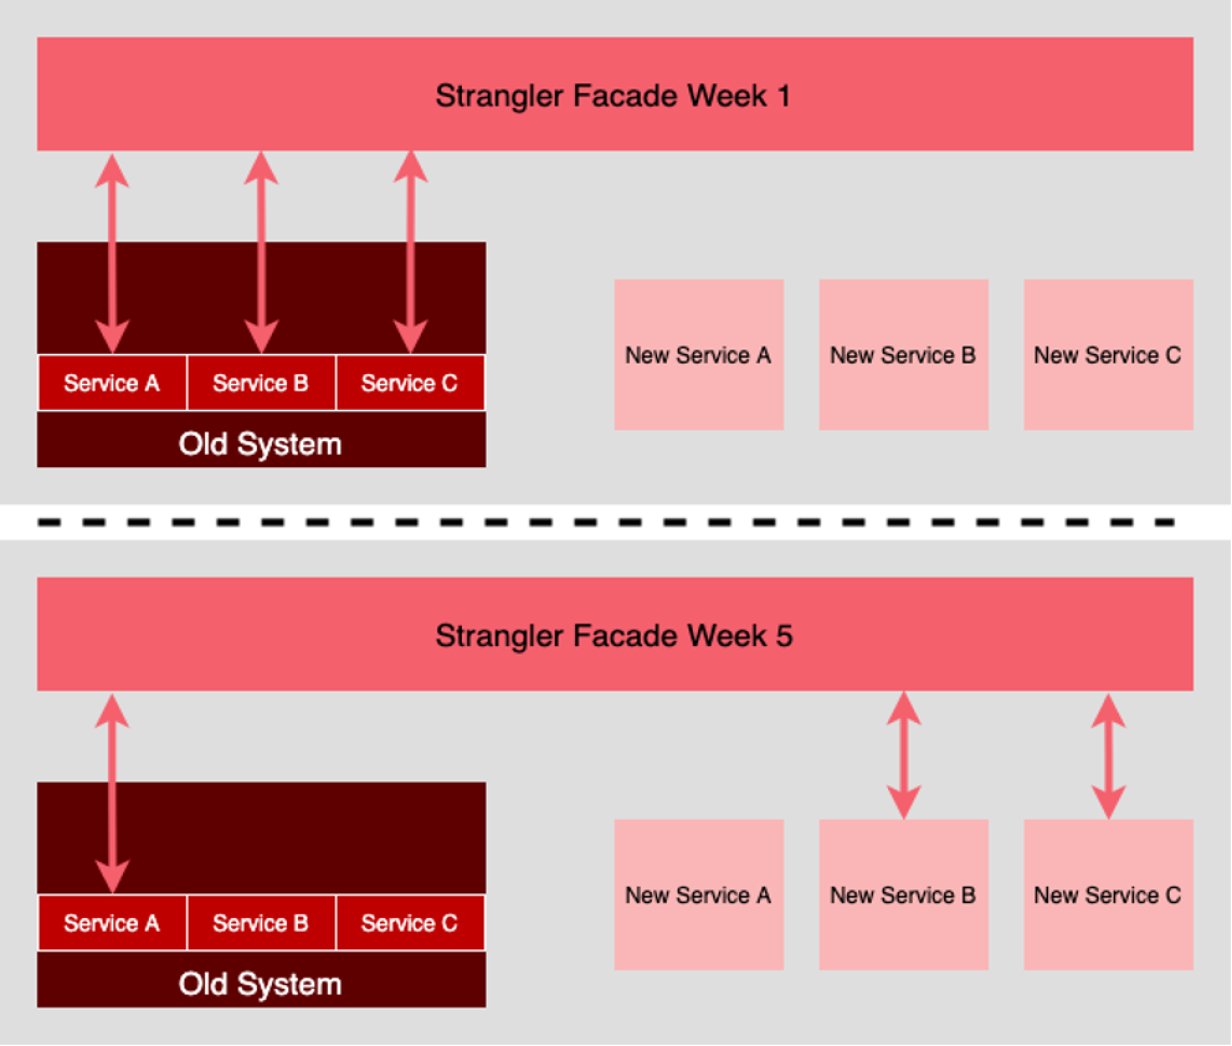 Strangler Facade Week 1
New Service A
New Service B
New Service C
Service A
Service B
Service C
Old System
Strangler Facade Week 5
New Service A
New Service B
New Service C
Service A
Service B
Service C
Old System